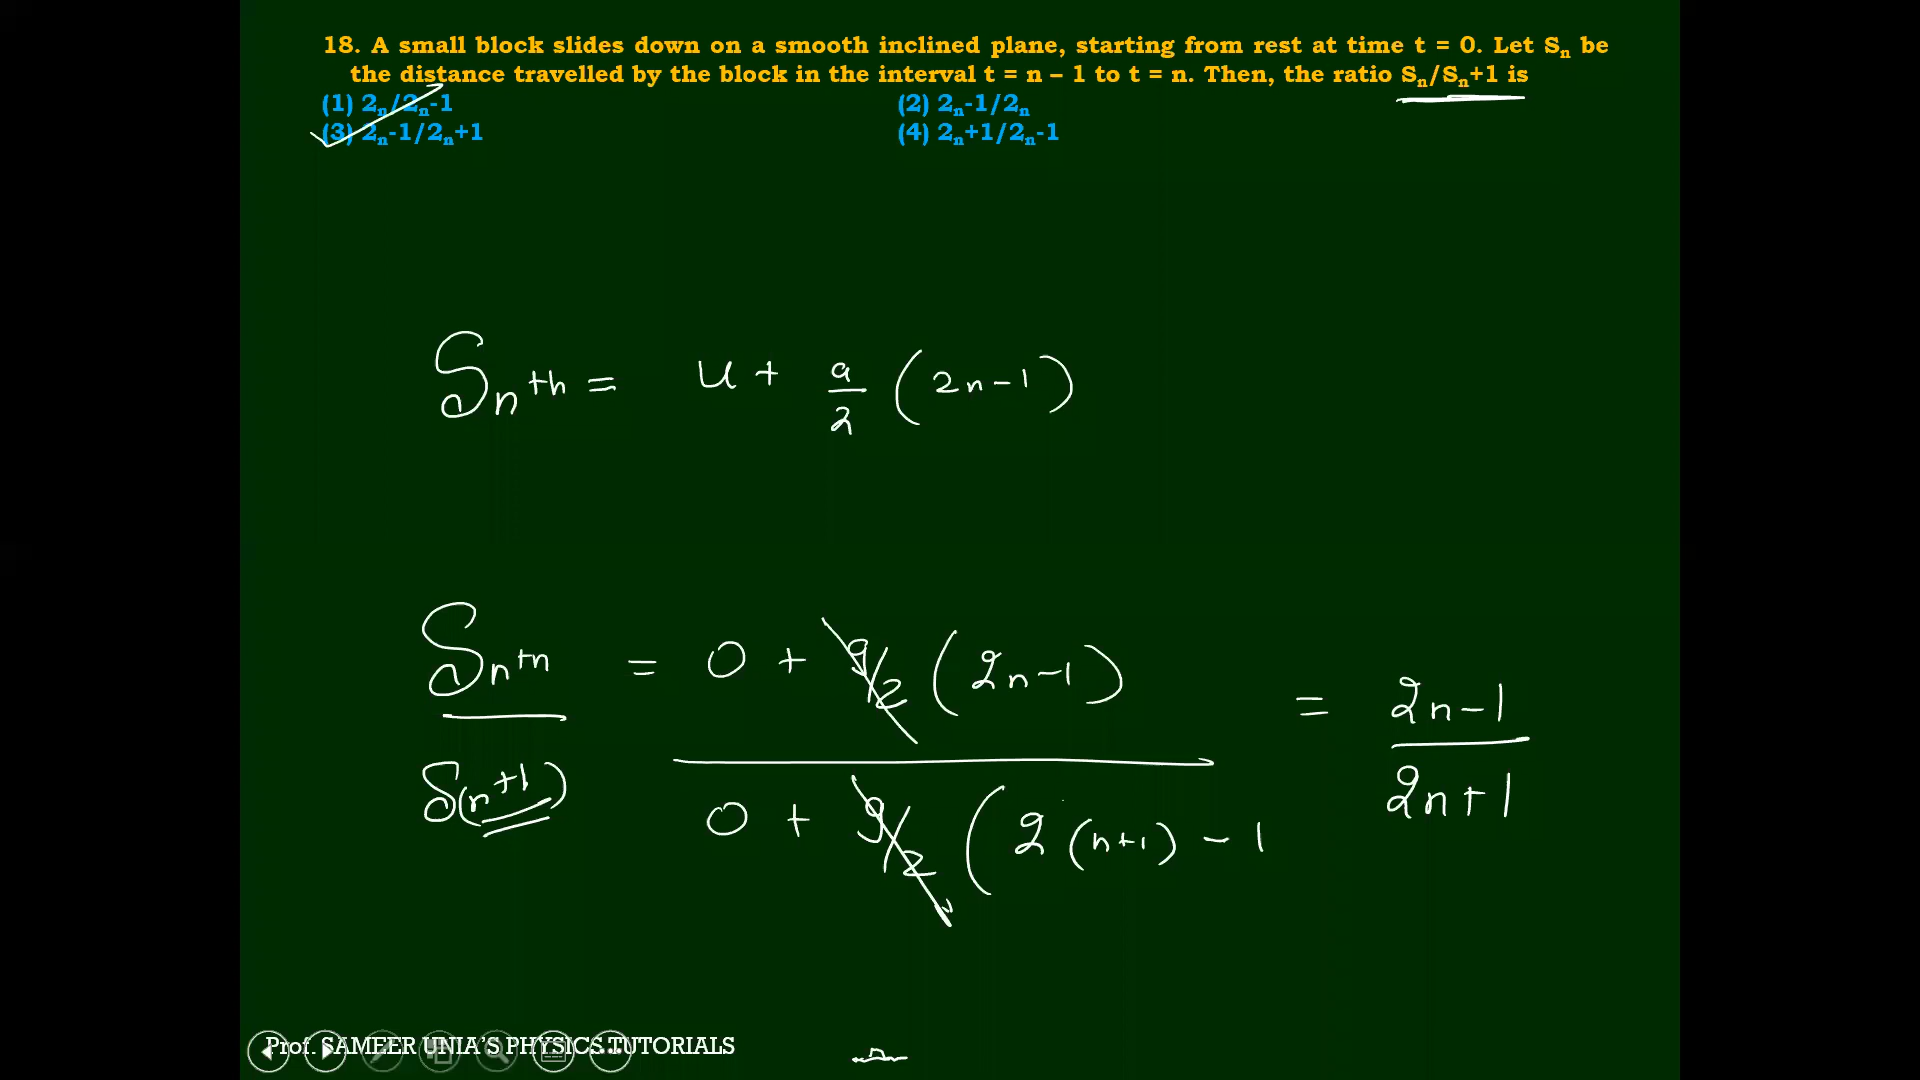 18. A small block slides down on a smooth inclined plane, starting from rest at time t = 0. Let Sₙ be
the distance travelled by the block in the interval t = n – 1 to t = n. Then, the ratio Sₙ/Sₙ+1 is
(1) 2ₙ/2ₙ-1 (2) 2ₙ-1/2ₙ
(3) 2ₙ-1/2ₙ+1 (4) 2ₙ+1/2ₙ-1
Sₙth = u + a/2 (2n-1)
Sₙth = 0 + g/2 (2n-1) = 2n-1
S(n+1) 0 + g/2 (2(n+1) - 1 2n+1
Prof. SAMEER UNIA'S PHYSICS TUTORIALS